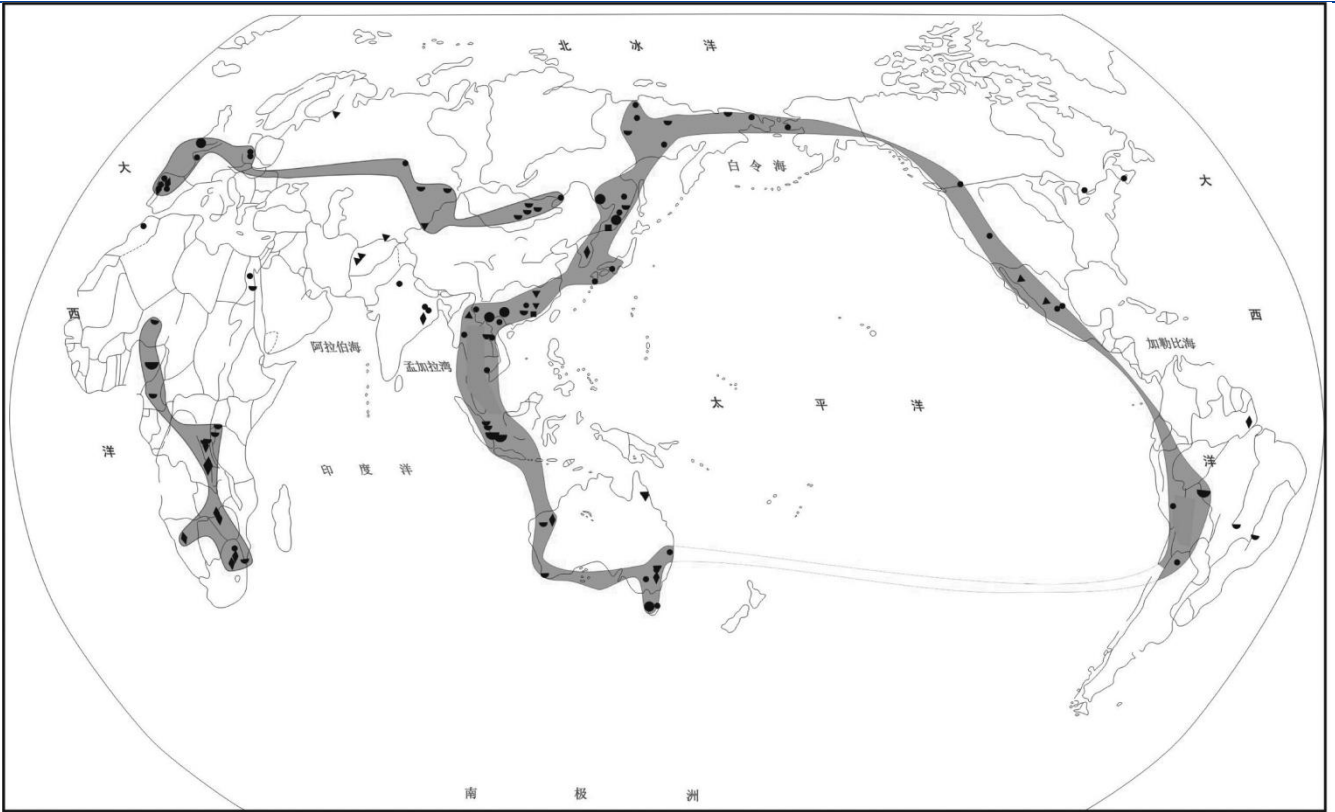 北 冰 洋
白 令 海
大
大
西
西
阿拉伯海
孟加拉湾
加勒比海
太 平 洋
洋
印 度 洋
洋
南 极 洲